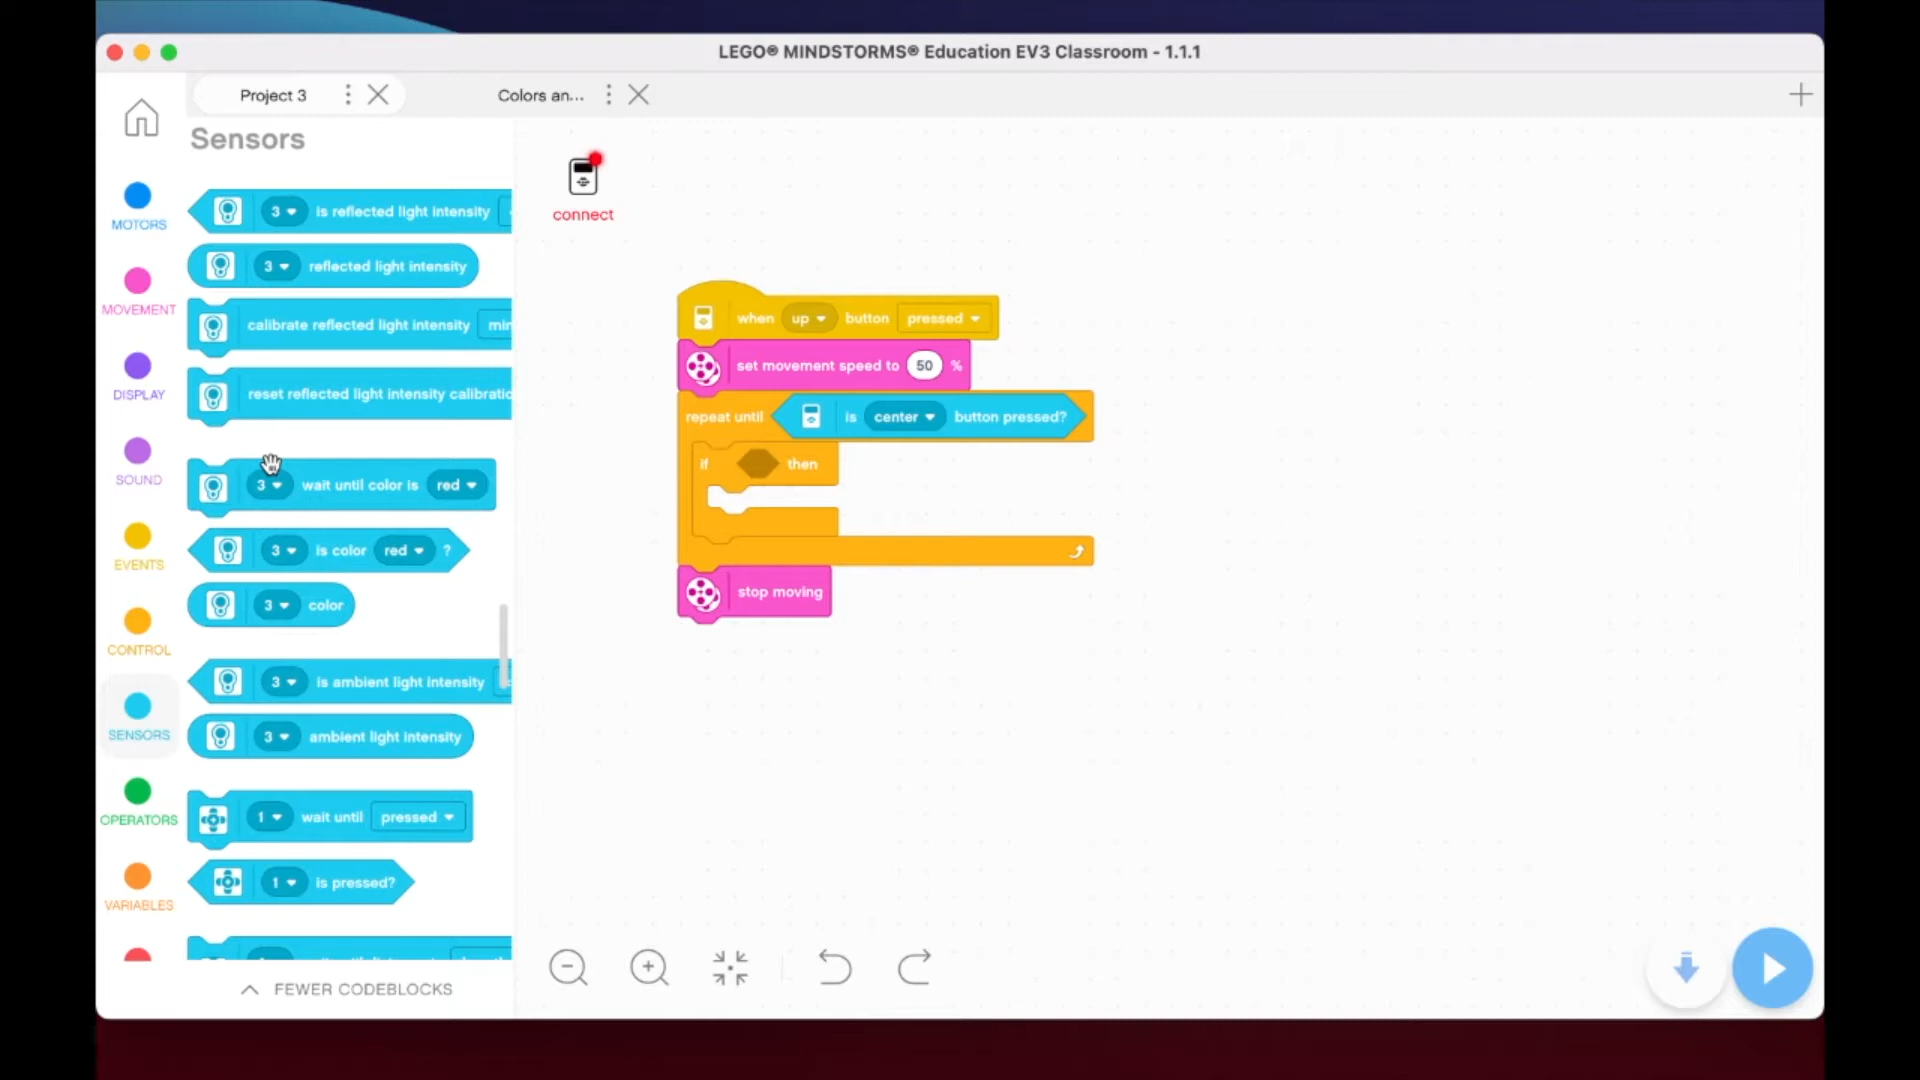 LEGO® MINDSTORMS® Education EV3 Classroom - 1.1.1
Project 3
Colors an...
Sensors
MOTORS
MOVEMENT
DISPLAY
SOUND
EVENTS
CONTROL
SENSORS
OPERATORS
VARIABLES
3 is reflected light intensity
3 reflected light intensity
calibrate reflected light intensity min
reset reflected light intensity calibratio
3 wait until color is red
3 is color red ?
3 color
3 is ambient light intensity
3 ambient light intensity
1 wait until pressed
1 is pressed?
FEWER CODEBLOCKS
connect
when up button pressed
set movement speed to 50 %
repeat until is center button pressed?
if then
stop moving